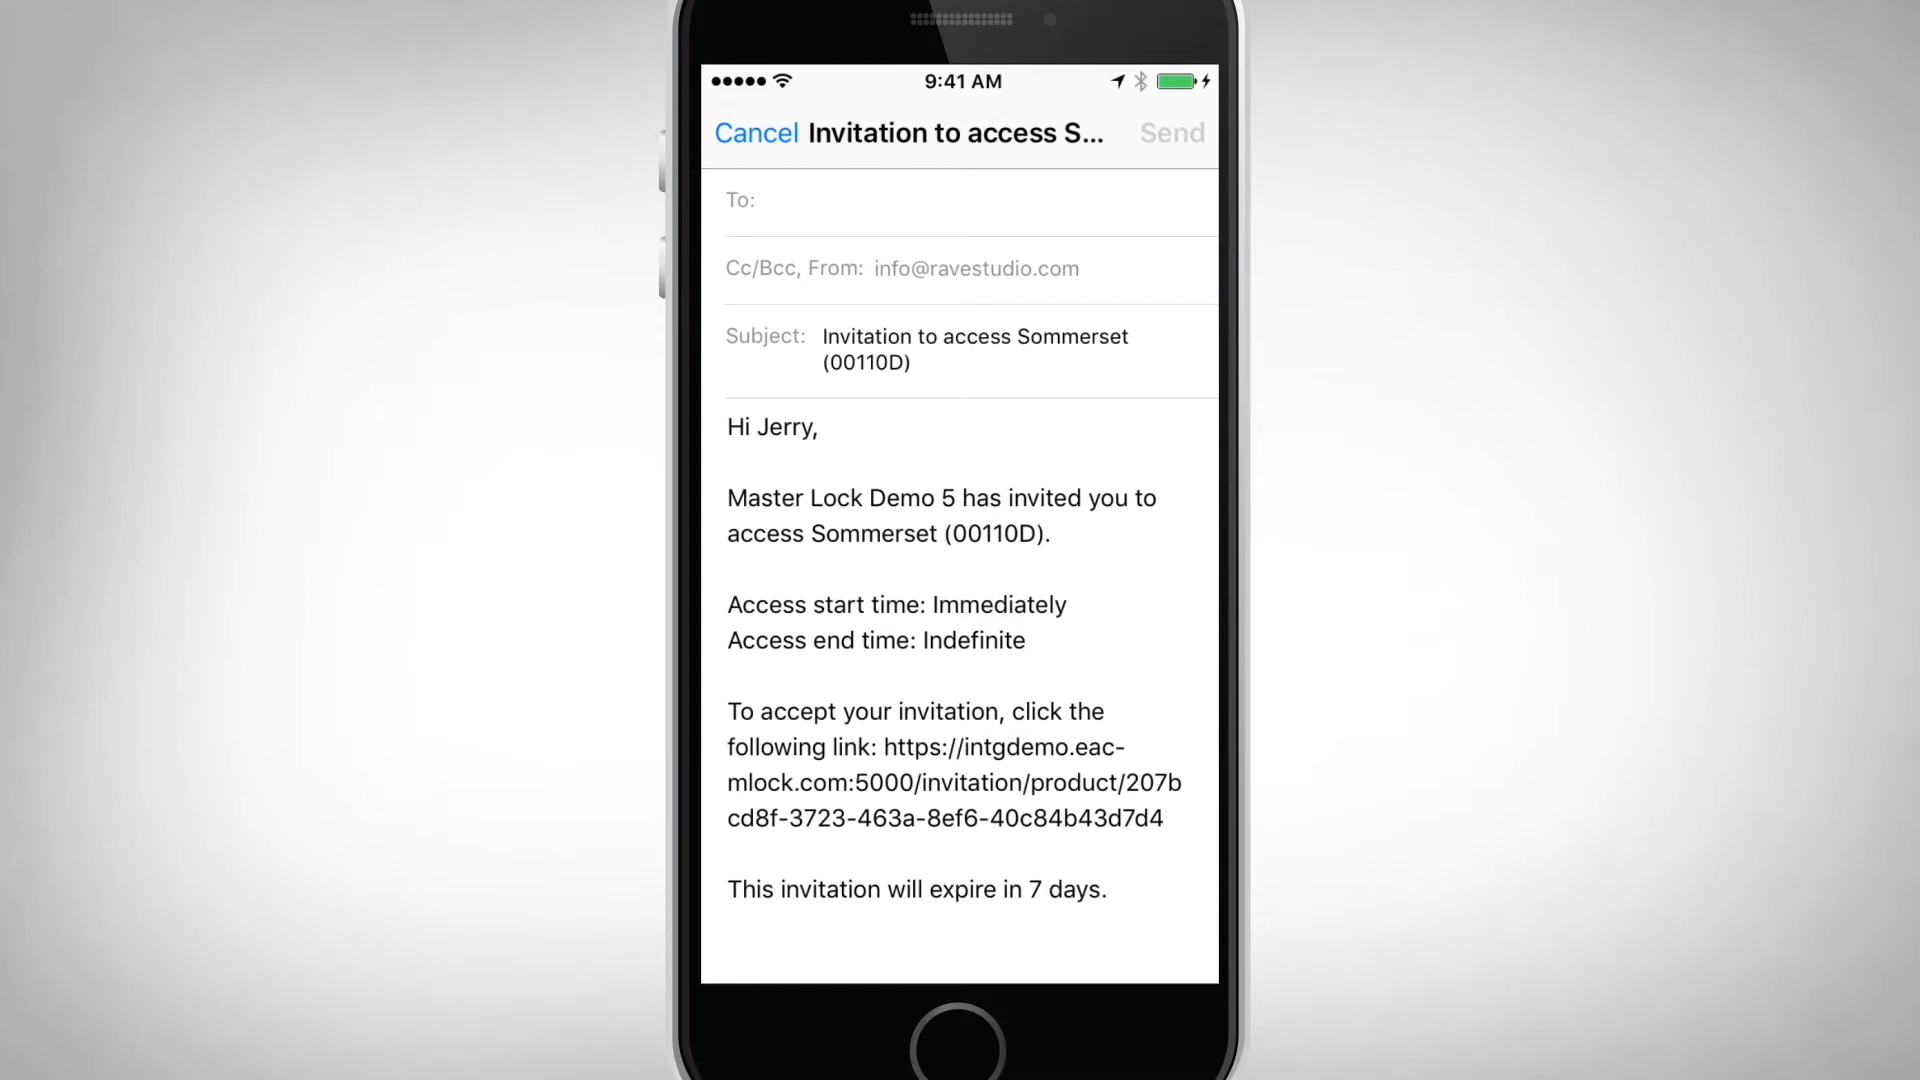 9:41 AM
Cancel Invitation to access S... Send
To:
Cc/Bcc, From: info@ravestudio.com
Subject: Invitation to access Sommerset
(00110D)
Hi Jerry,
Master Lock Demo 5 has invited you to
access Sommerset (00110D).
Access start time: Immediately
Access end time: Indefinite
To accept your invitation, click the
following link: https://intgdemo.eac-
mlock.com:5000/invitation/product/207b
cd8f-3723-463a-8ef6-40c84b43d7d4
This invitation will expire in 7 days.